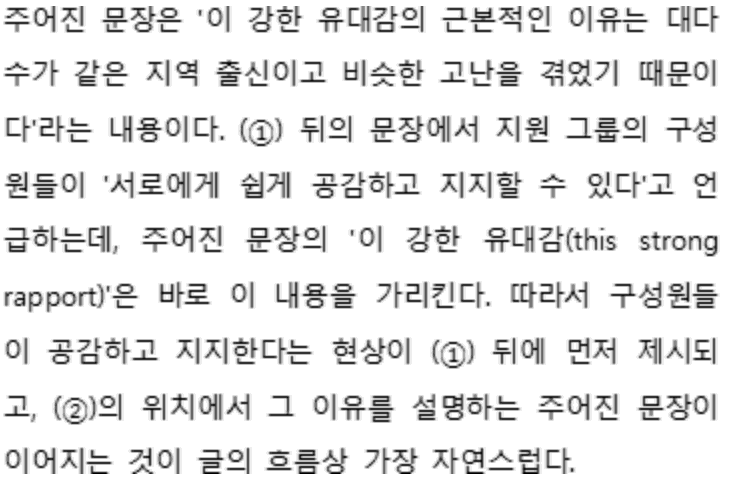 주어진 문장은 '이 강한 유대감의 근본적인 이유는 대다
수가 같은 지역 출신이고 비슷한 고난을 겪었기 때문이
다'라는 내용이다. (①) 뒤의 문장에서 지원 그룹의 구성
원들이 '서로에게 쉽게 공감하고 지지할 수 있다'고 언
급하는데, 주어진 문장의 '이 강한 유대감(this strong
rapport)'은 바로 이 내용을 가리킨다. 따라서 구성원들
이 공감하고 지지한다는 현상이 (①) 뒤에 먼저 제시되
고, (②)의 위치에서 그 이유를 설명하는 주어진 문장이
이어지는 것이 글의 흐름상 가장 자연스럽다.